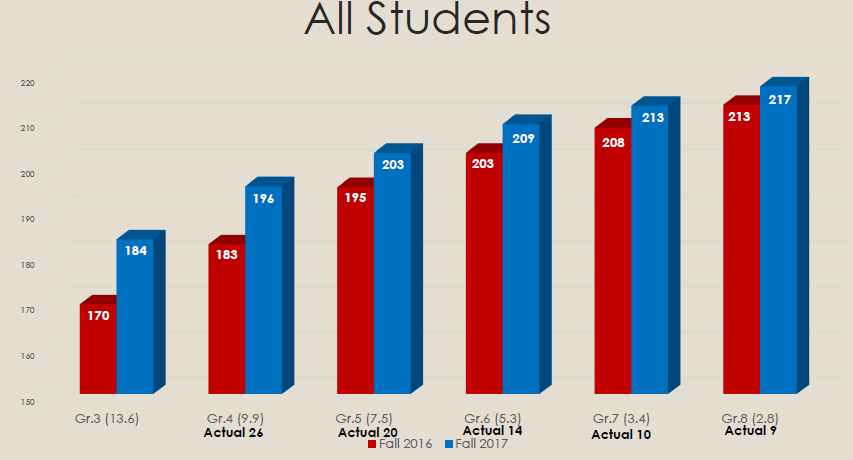 All Students
220
210
200
190
180
170
160
150
170
184
183
196
195
203
203
209
208
213
213
217
Gr.3 (13.6)
Gr.4 (9.9)
Gr.5 (7.5)
Gr.6 (5.3)
Gr.7 (3.4)
Gr.8 (2.8)
Actual 26
Actual 20
Actual 14
Actual 10
Actual 9
Fall 2016
Fall 2017